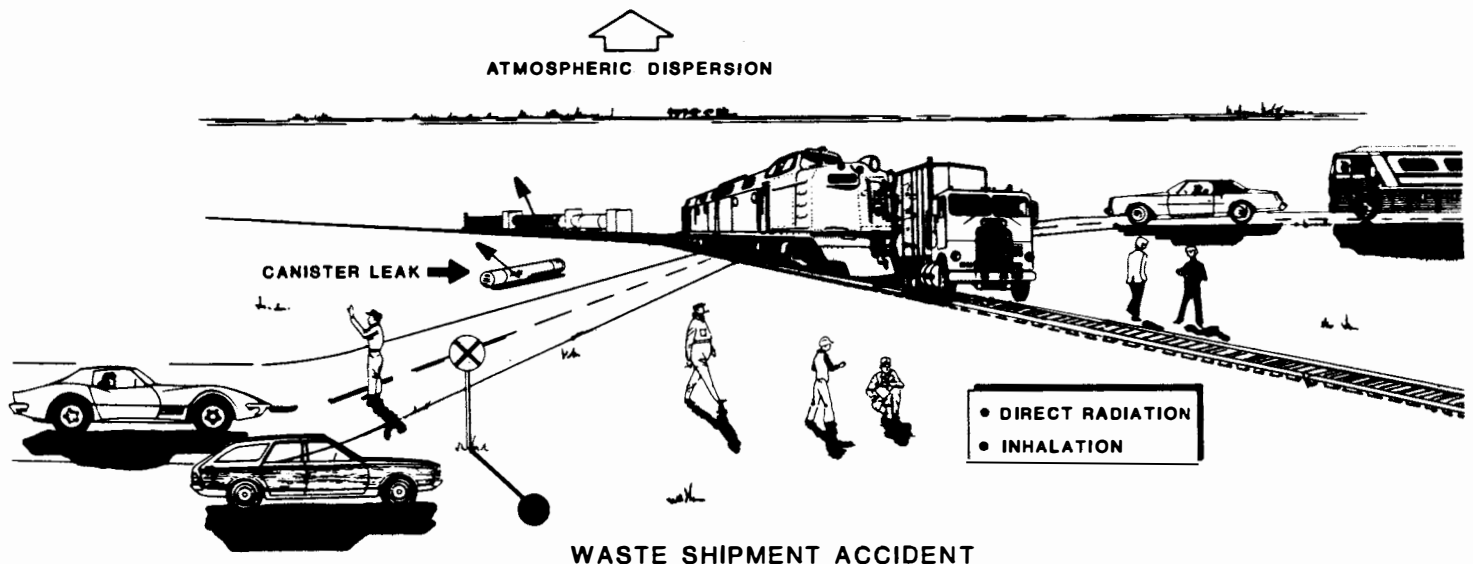 ATMOSPHERIC DISPERSION
CANISTER LEAK
• DIRECT RADIATION
• INHALATION
WASTE SHIPMENT ACCIDENT